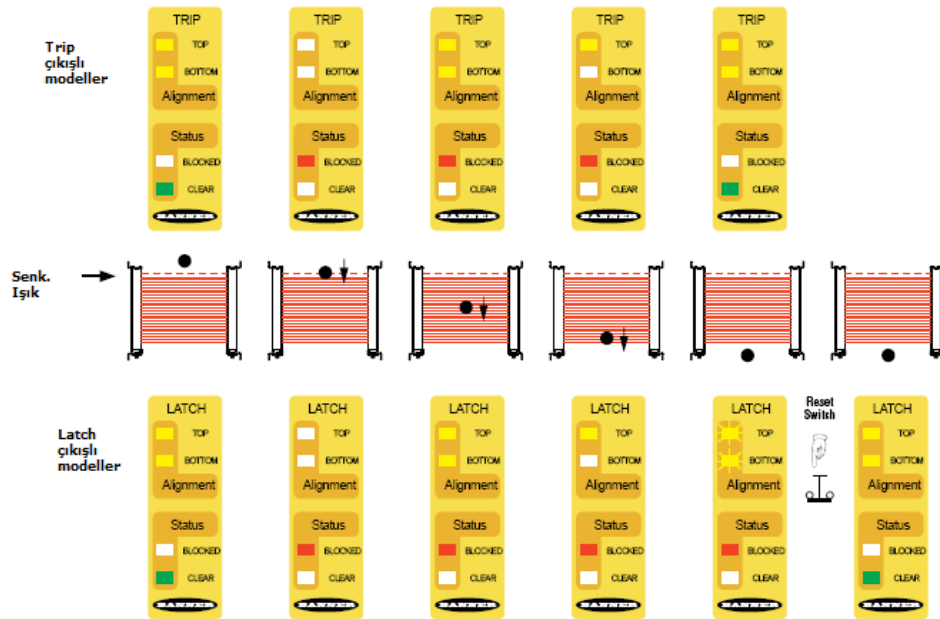 Trip
çıkışlı
modeller
TRIP
TOP
BOTTOM
Alignment
Status
BLOCKED
CLEAR
TRIP
TOP
BOTTOM
Alignment
Status
BLOCKED
CLEAR
TRIP
TOP
BOTTOM
Alignment
Status
BLOCKED
CLEAR
TRIP
TOP
BOTTOM
Alignment
Status
BLOCKED
CLEAR
TRIP
TOP
BOTTOM
Alignment
Status
BLOCKED
CLEAR
Senk.
Işık
Latch
çıkışlı
modeller
LATCH
TOP
BOTTOM
Alignment
Status
BLOCKED
CLEAR
LATCH
TOP
BOTTOM
Alignment
Status
BLOCKED
CLEAR
LATCH
TOP
BOTTOM
Alignment
Status
BLOCKED
CLEAR
LATCH
TOP
BOTTOM
Alignment
Status
BLOCKED
CLEAR
LATCH
TOP
BOTTOM
Alignment
Status
BLOCKED
CLEAR
Reset
Switch
LATCH
TOP
BOTTOM
Alignment
Status
BLOCKED
CLEAR